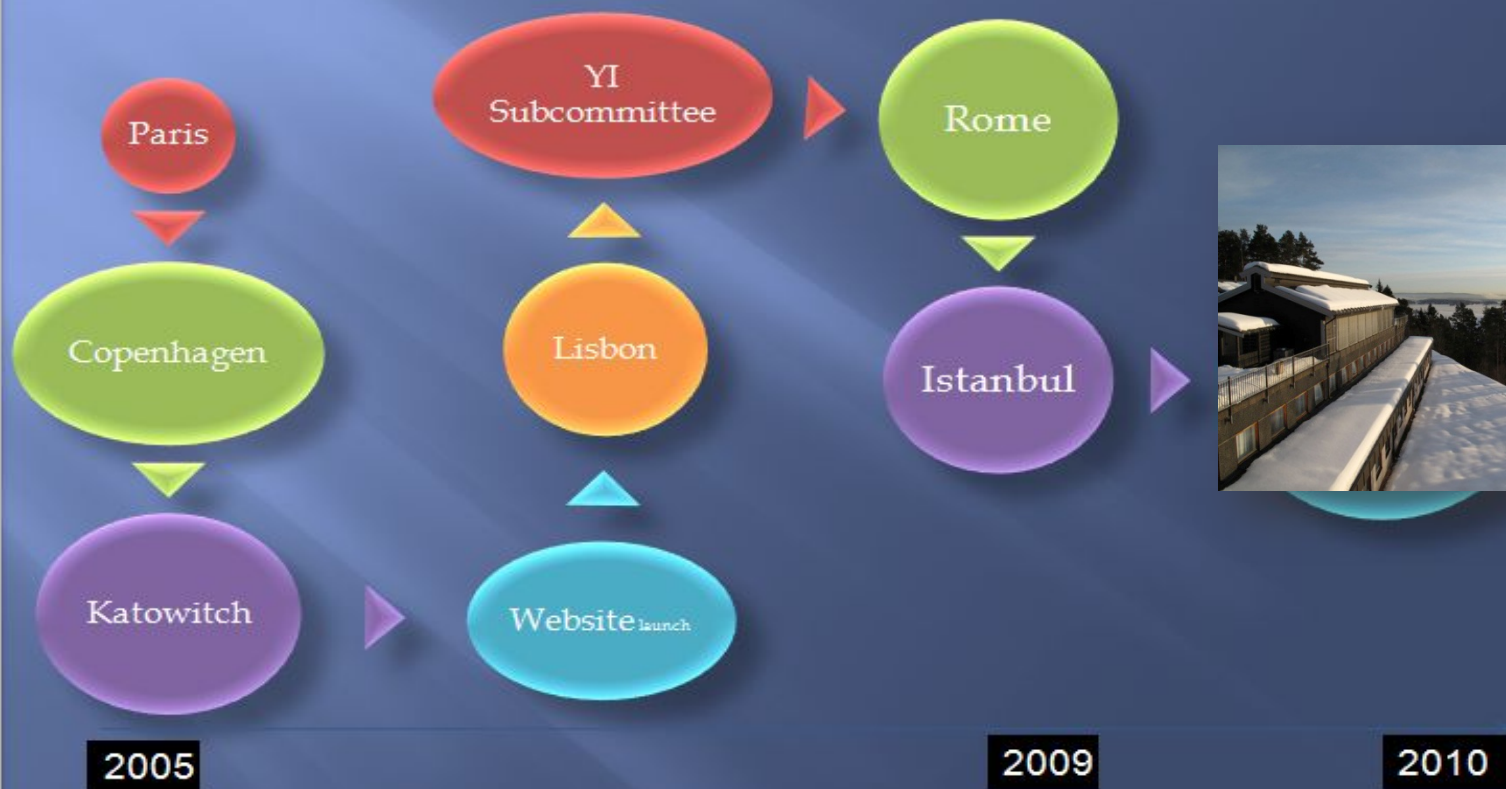 Paris
Copenhagen
Katowitch
Website launch
Lisbon
YI
Subcommittee
Rome
Istanbul
2005
2009
2010